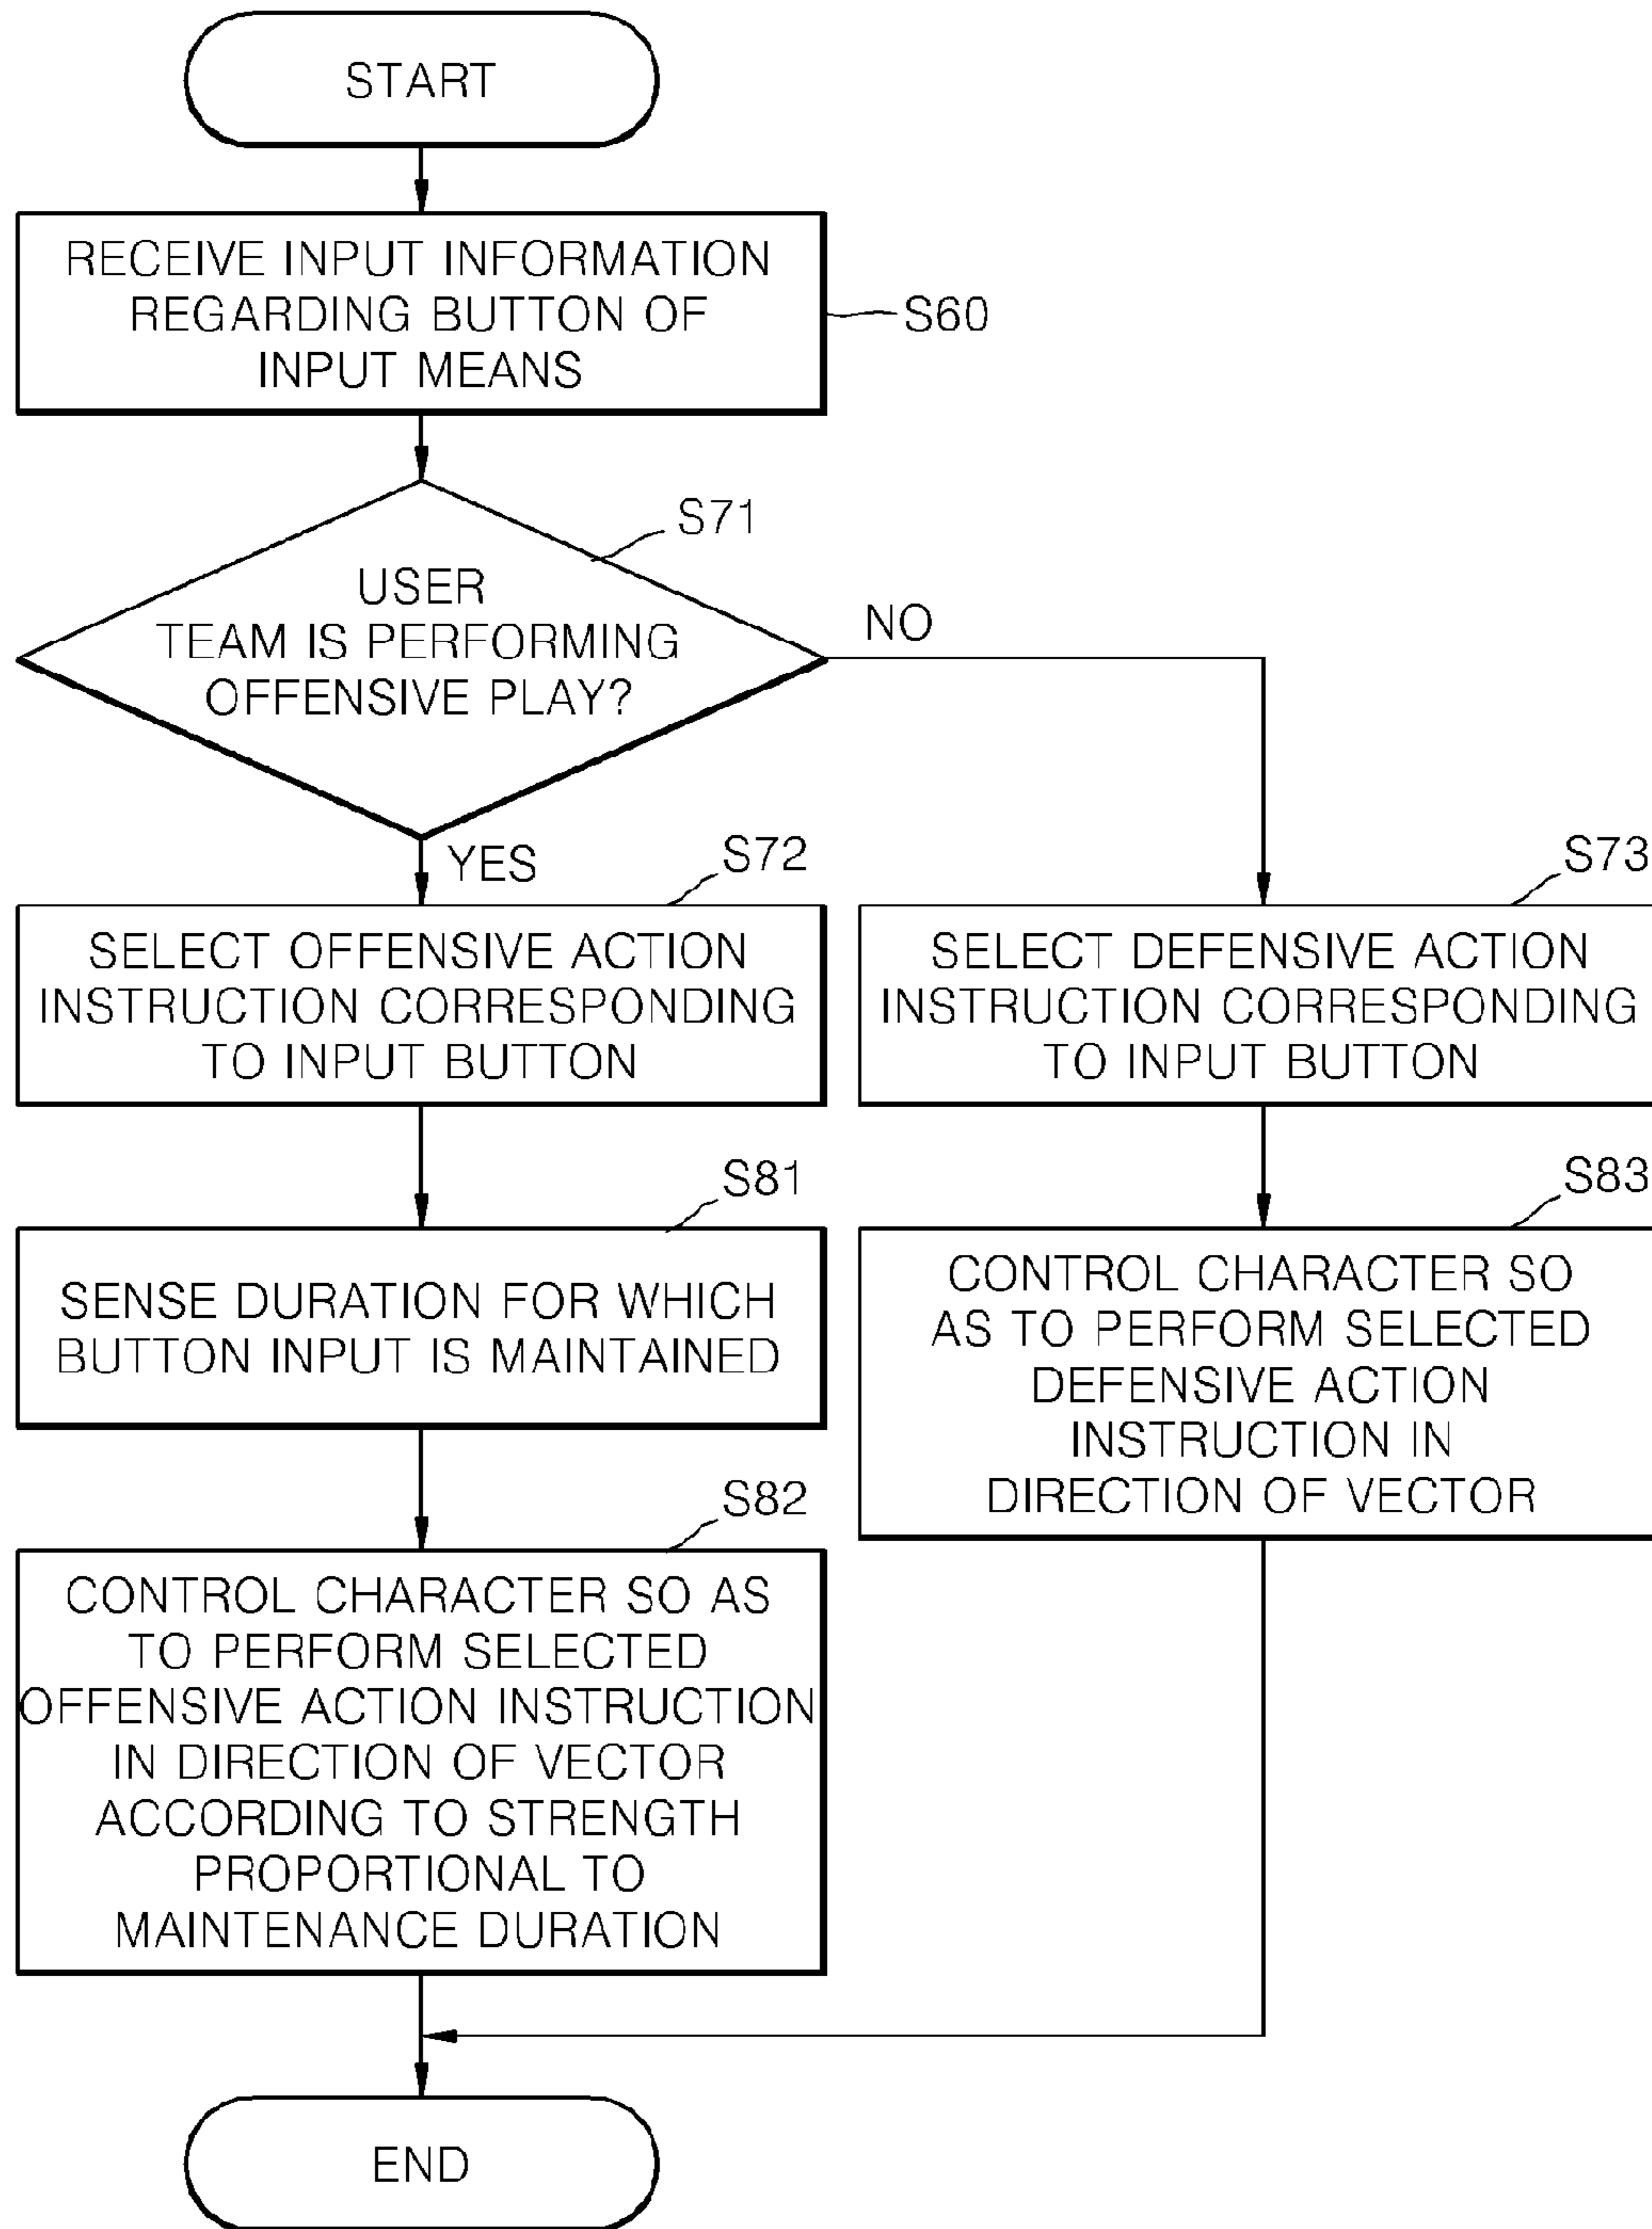 START
RECEIVE INPUT INFORMATION
REGARDING BUTTON OF
INPUT MEANS
S60
S71
USER
TEAM IS PERFORMING
OFFENSIVE PLAY?
NO
YES
S72
SELECT OFFENSIVE ACTION
INSTRUCTION CORRESPONDING
TO INPUT BUTTON
S73
SELECT DEFENSIVE ACTION
INSTRUCTION CORRESPONDING
TO INPUT BUTTON
S81
SENSE DURATION FOR WHICH
BUTTON INPUT IS MAINTAINED
S83
CONTROL CHARACTER SO
AS TO PERFORM SELECTED
DEFENSIVE ACTION
INSTRUCTION IN
DIRECTION OF VECTOR
S82
CONTROL CHARACTER SO AS
TO PERFORM SELECTED
OFFENSIVE ACTION INSTRUCTION
IN DIRECTION OF VECTOR
ACCORDING TO STRENGTH
PROPORTIONAL TO
MAINTENANCE DURATION
END